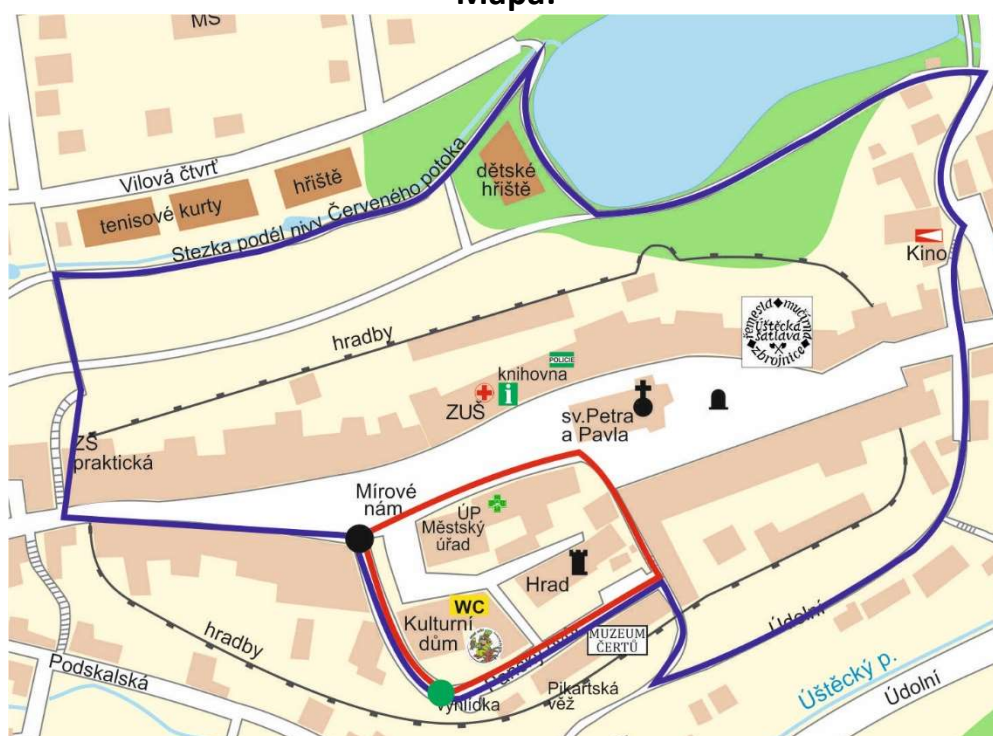 Mapa:
MŠ
Vilová čtvrť
hřiště
tenisové kurty
Stezka podél nivy Červeného potoka
dětské
hřiště
Kino
hradby
řemesla mučírna
Úštěcká
šatlava
zbrojnice
POLICIE
knihovna
i
ZUŠ
sv.Petra
a Pavla
ZŠ
praktická
Mírové
nám
ÚP
Městský
úřad
Hrad
WC
Kulturní
dům
MUZEUM
ČERTŮ
hradby
Údolní
Podskalská
vyhlídka
Pikartská
věž
Úštěcký p.
Údolní